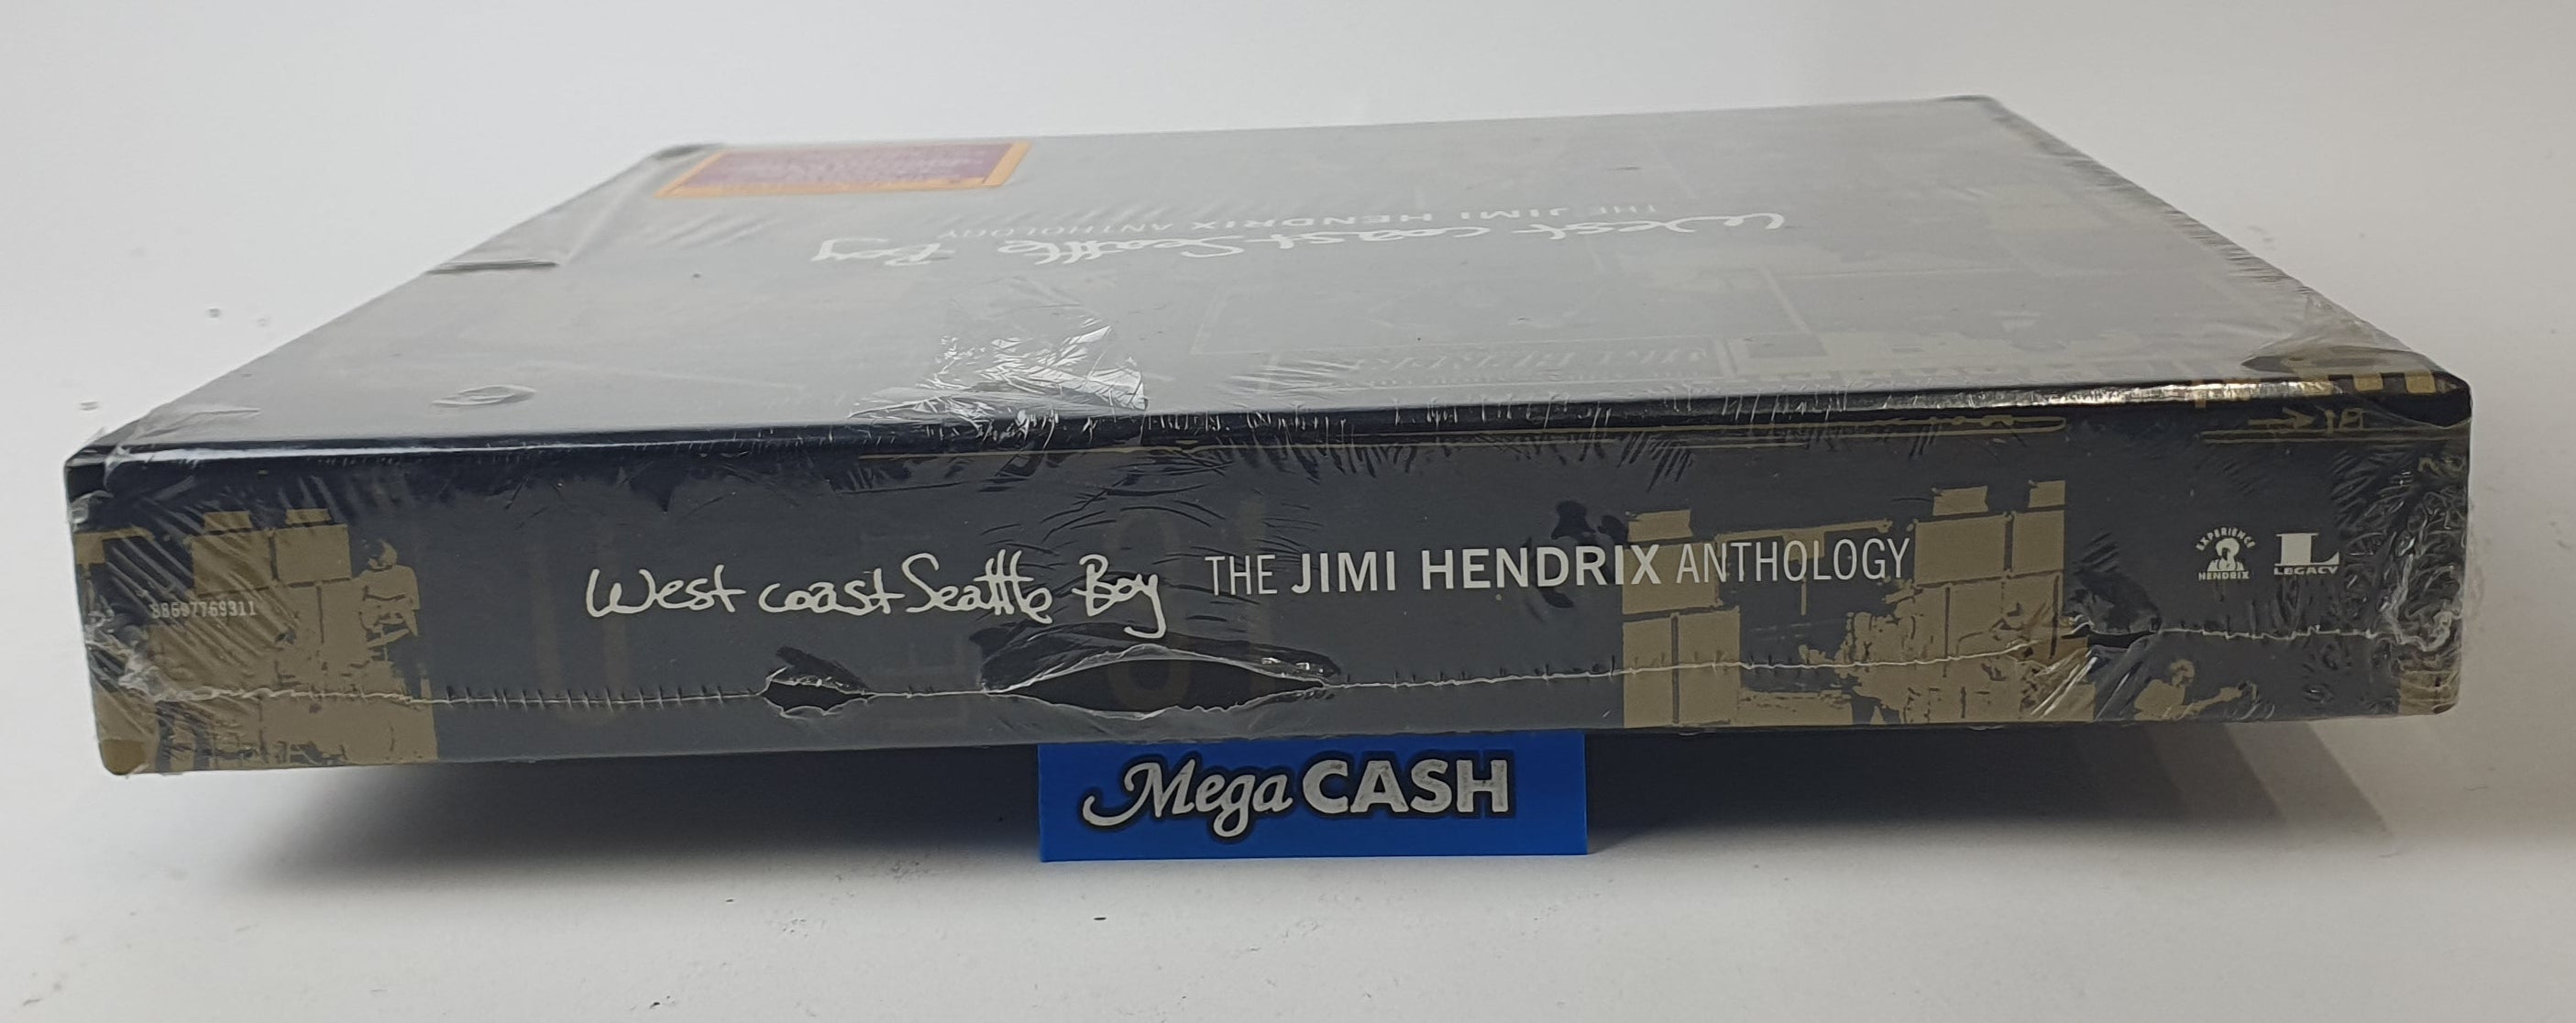 THE JIMI HENDRIX ANTHOLOGY
West coast Seattle Boy
88697769311
West coast Seattle Boy THE JIMI HENDRIX ANTHOLOGY
EXPERIENCE
HENDRIX
L
LEGACY
Mega CASH